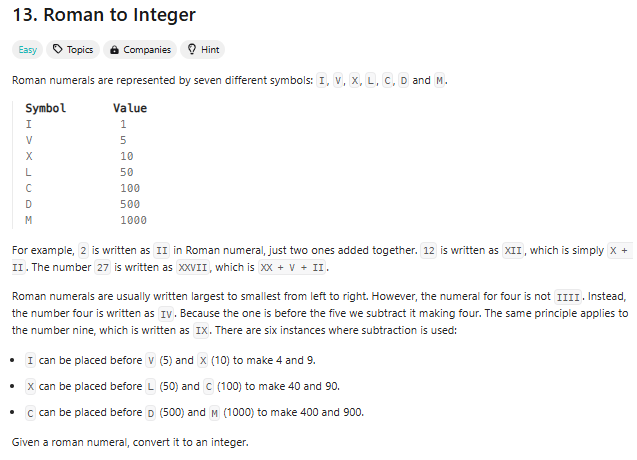 13. Roman to Integer
Easy Topics Companies Hint
Roman numerals are represented by seven different symbols: I, V, X, L, C, D and M.
Symbol Value
I 1
V 5
X 10
L 50
C 100
D 500
M 1000
For example, 2 is written as II in Roman numeral, just two ones added together. 12 is written as XII, which is simply X +
II. The number 27 is written as XXVII, which is XX + V + II.
Roman numerals are usually written largest to smallest from left to right. However, the numeral for four is not IIII. Instead,
the number four is written as IV. Because the one is before the five we subtract it making four. The same principle applies to
the number nine, which is written as IX. There are six instances where subtraction is used:
• I can be placed before V (5) and X (10) to make 4 and 9.
• X can be placed before L (50) and C (100) to make 40 and 90.
• C can be placed before D (500) and M (1000) to make 400 and 900.
Given a roman numeral, convert it to an integer.